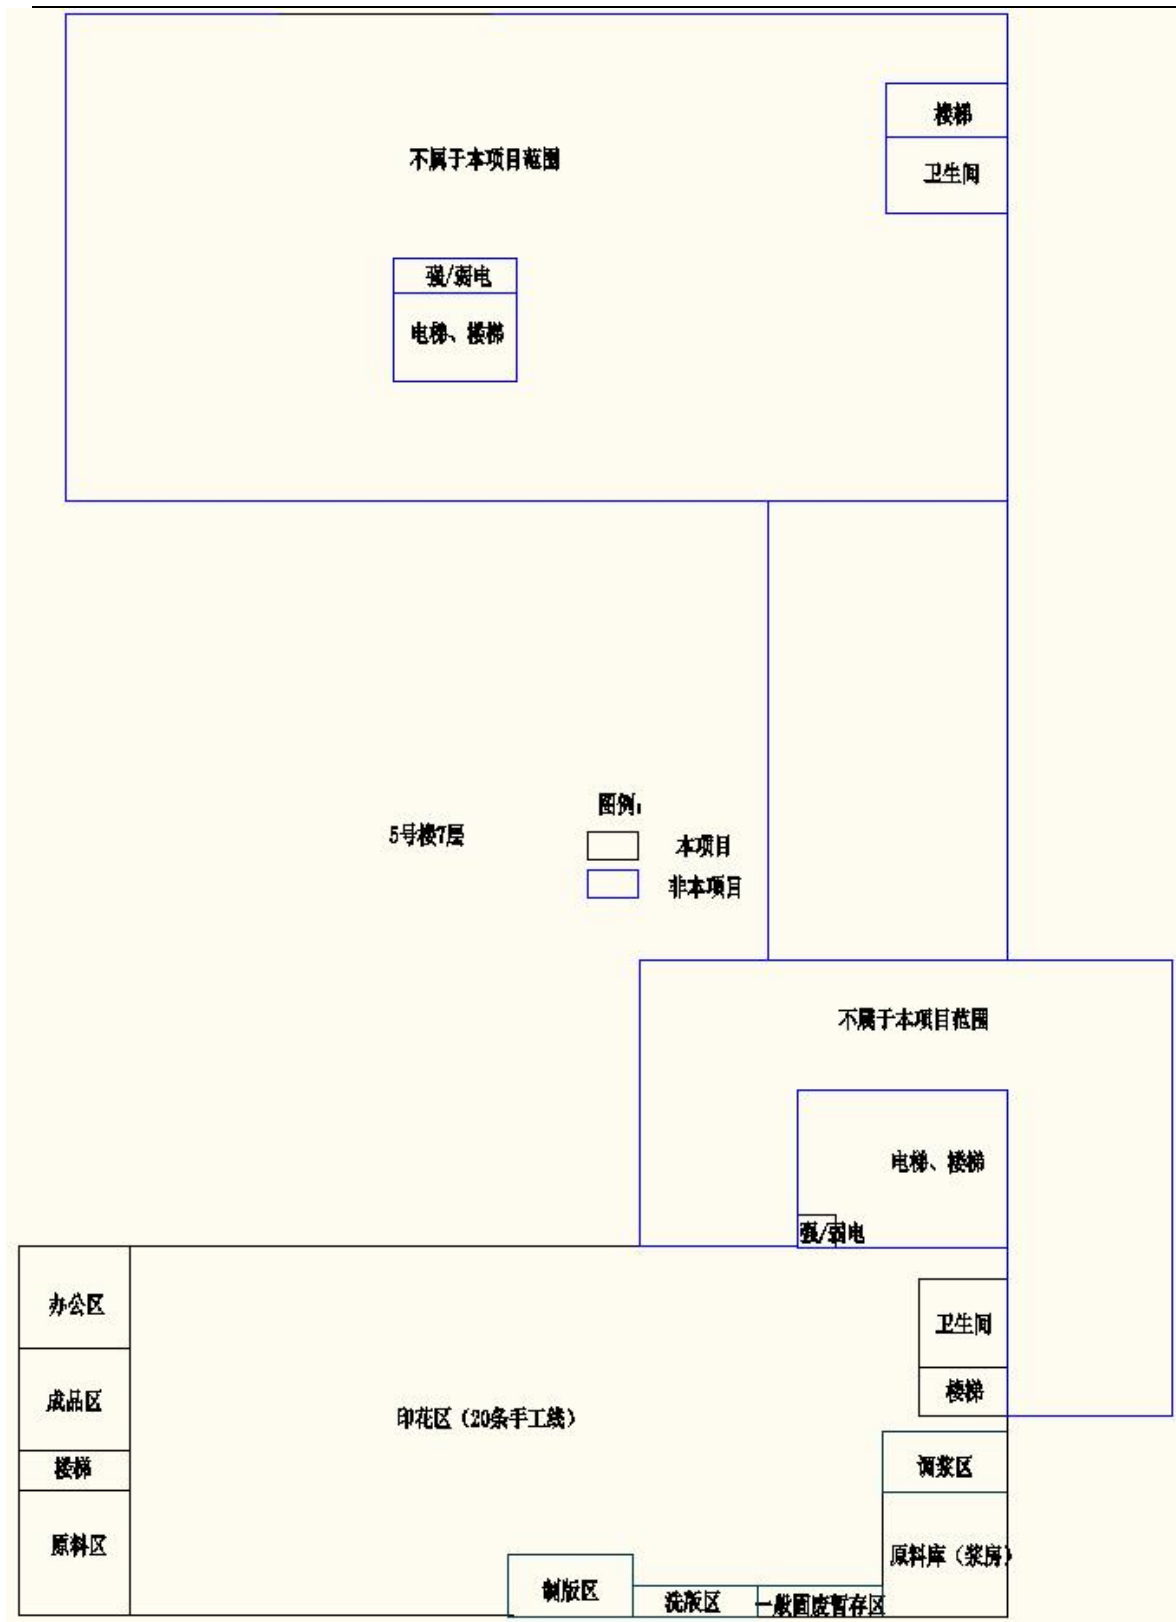 楼梯
不属于本项目范围
卫生间
强/弱电
电梯、楼梯
图例:
5号楼7层
本项目
非本项目
不属于本项目范围
电梯、楼梯
强/弱电
办公区
卫生间
成品区
楼梯
印花区（20条手工线）
楼梯
调浆区
原料区
原料库（浆房）
制版区
洗版区
一般固废暂存区